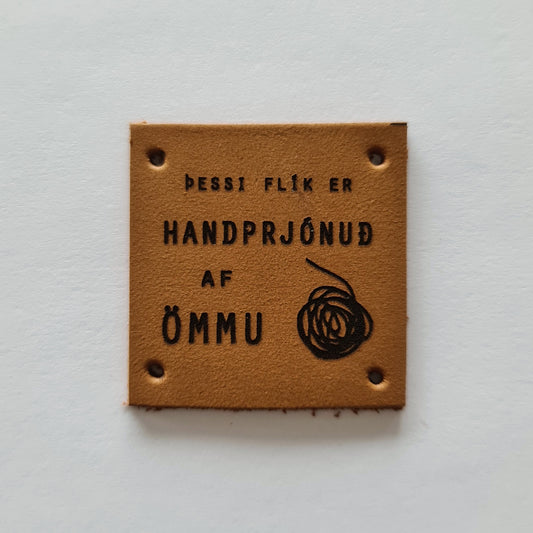 ÞESSI FLÍK ER
HANDPRJÓNUÐ
AF
ÖMMU